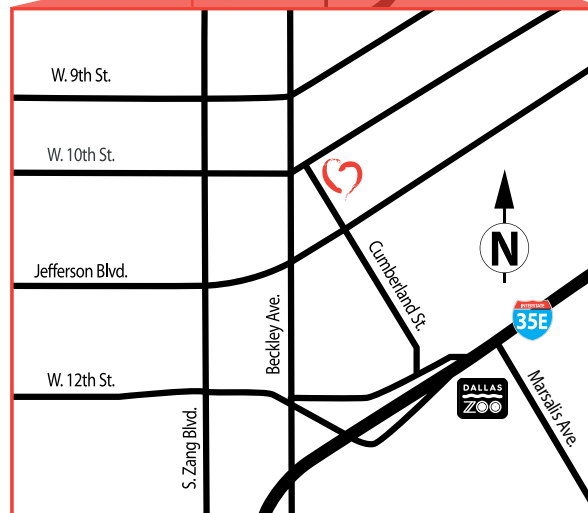 W. 9th St.
W. 10th St.
Jefferson Blvd.
W. 12th St.
S. Zang Blvd.
Beckley Ave.
Cumberland St.
N
INTERSTATE
35E
DALLAS
ZOO
Marsalis Ave.